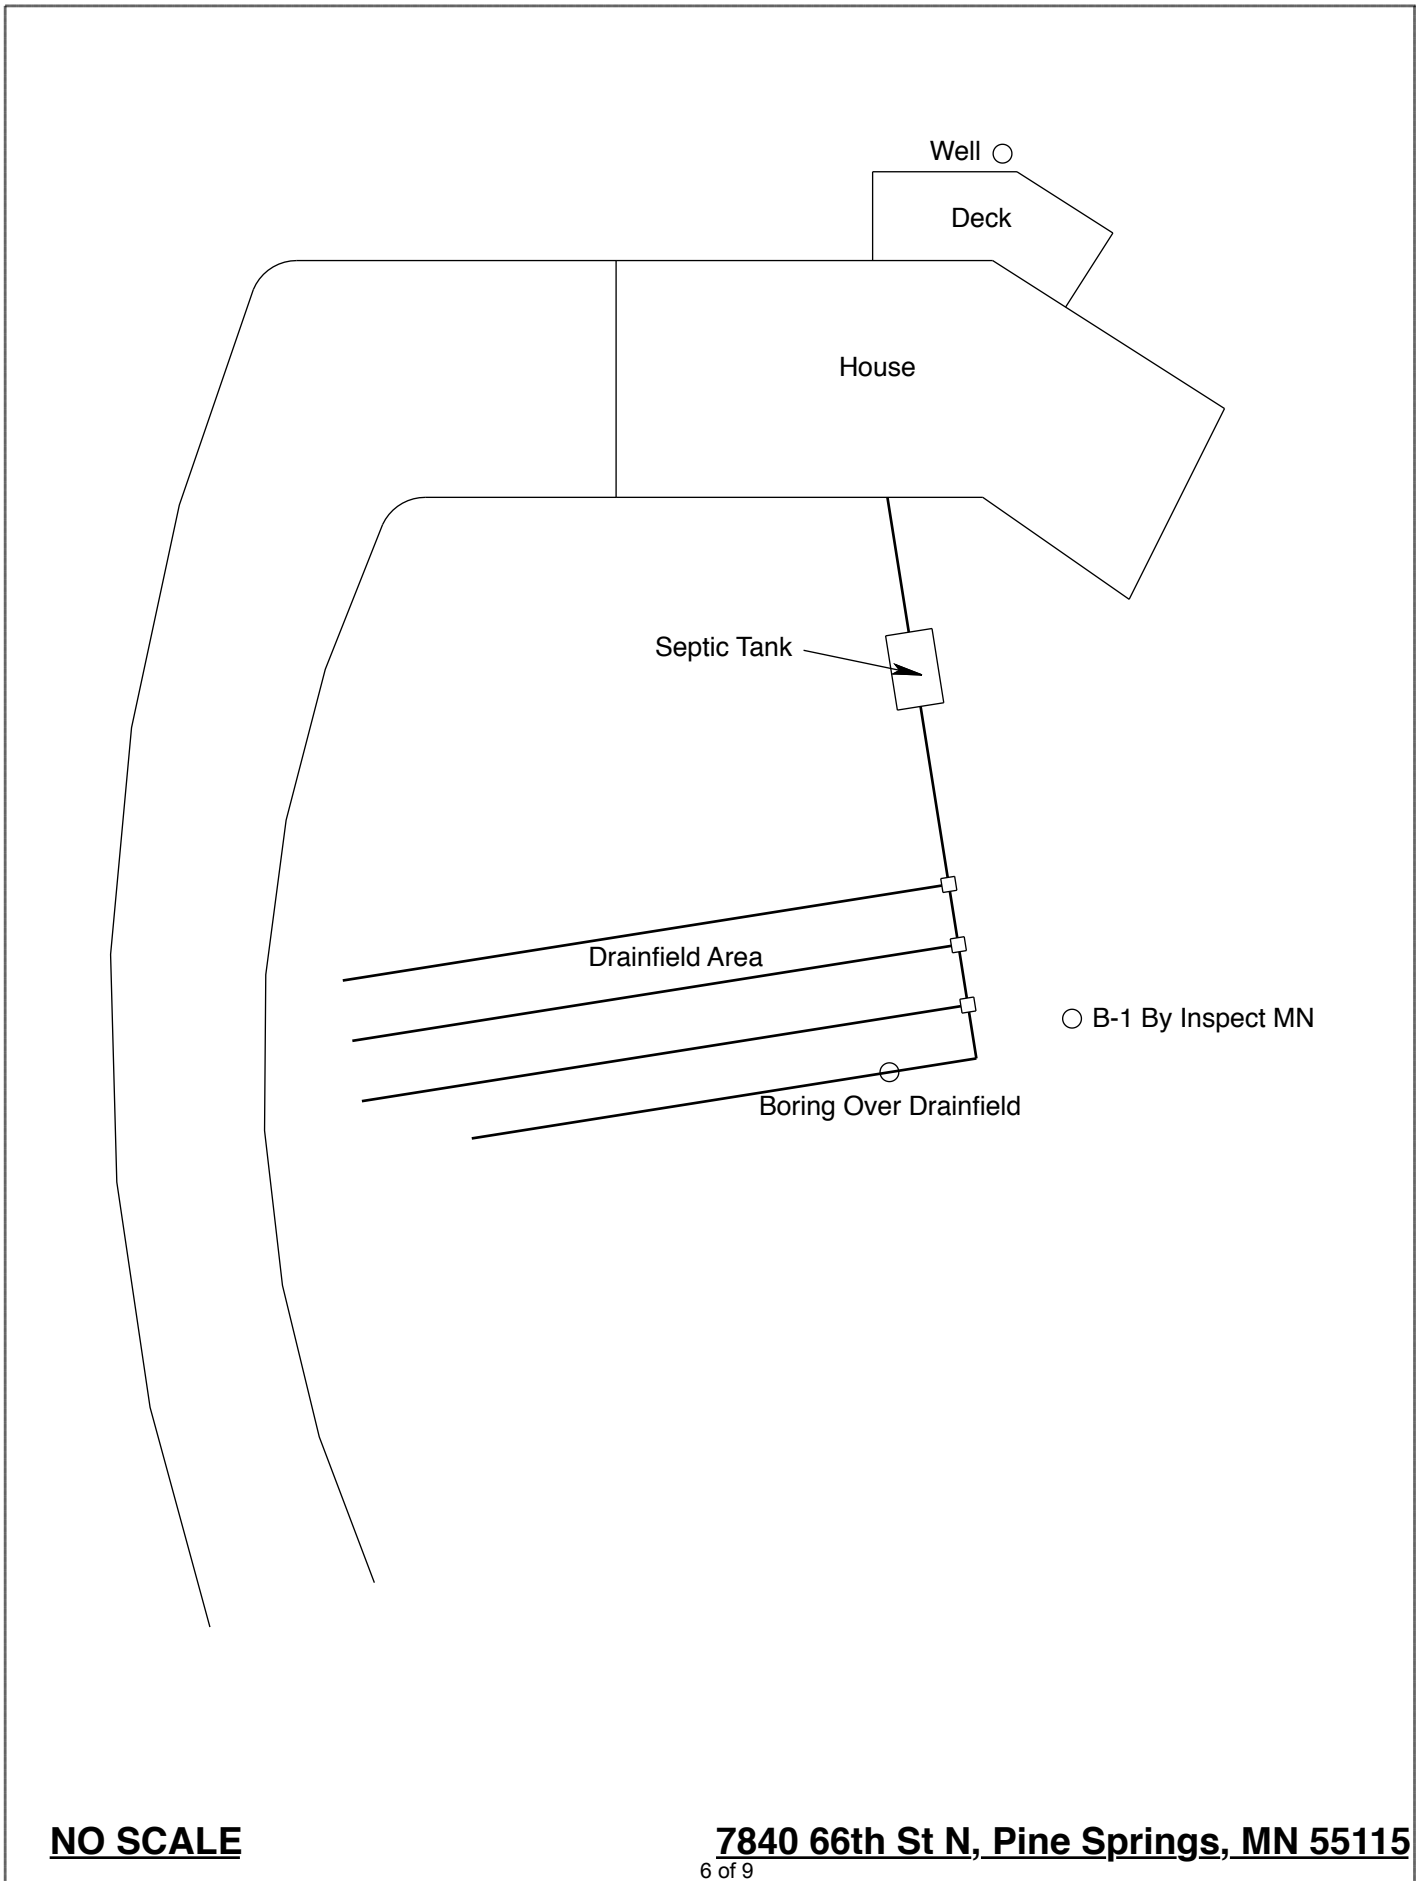 Well
Deck
House
Septic Tank
Drainfield Area
B-1 By Inspect MN
Boring Over Drainfield
NO SCALE
7840 66th St N, Pine Springs, MN 55115
6 of 9